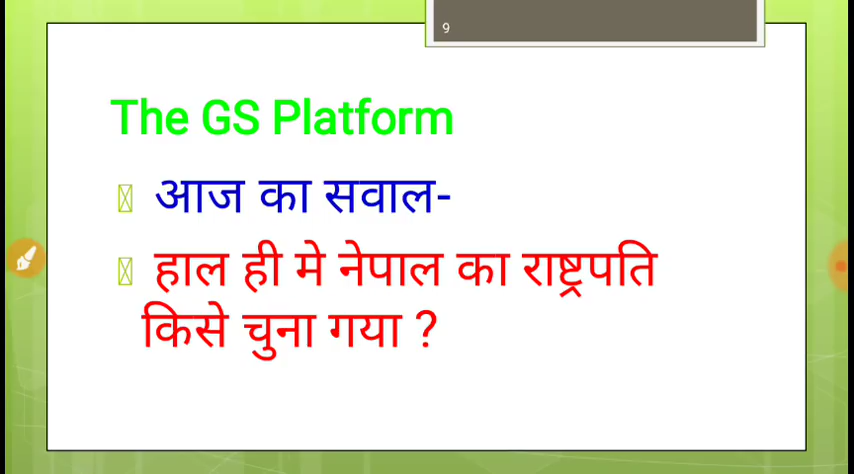 9
The GS Platform
आज का सवाल-
हाल ही मे नेपाल का राष्ट्रपति
किसे चुना गया ?